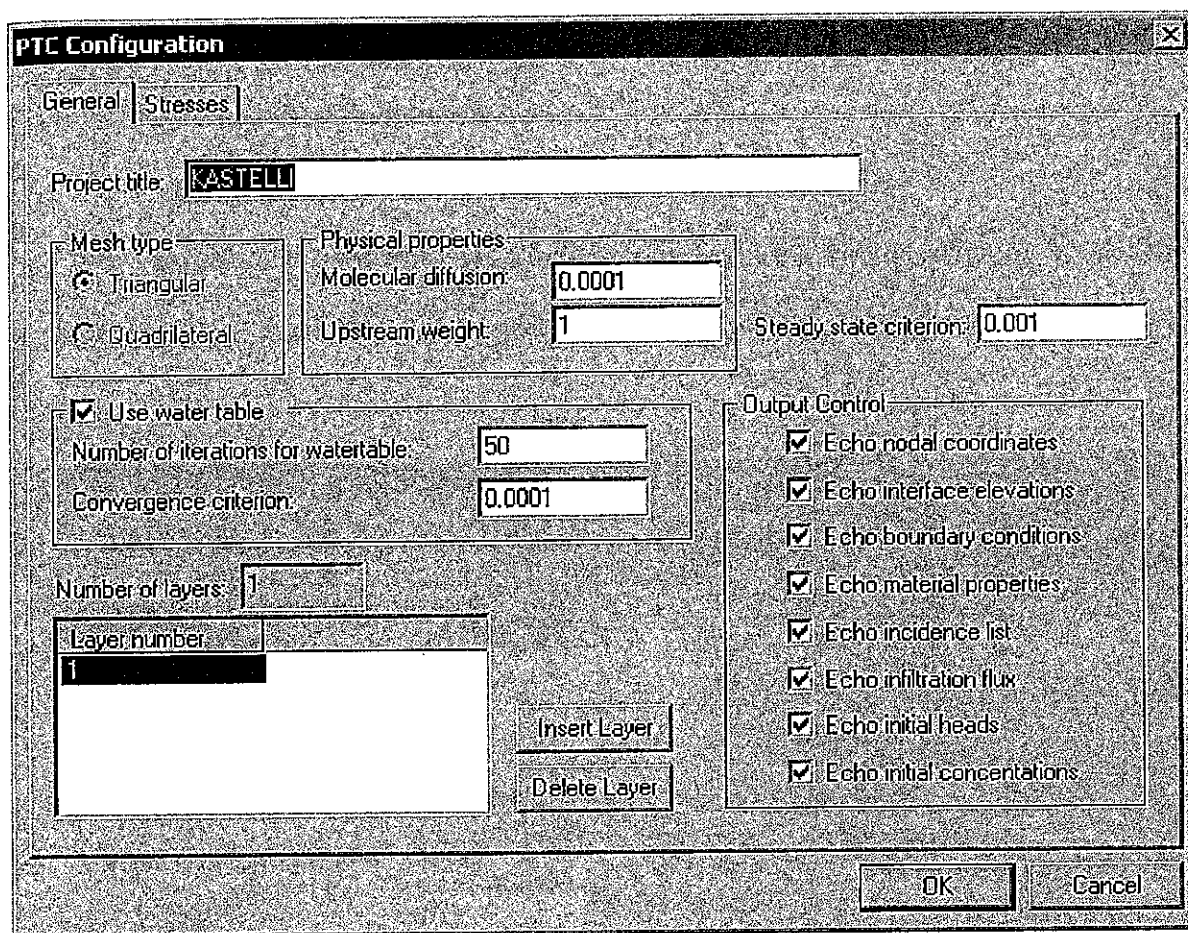 PTC Configuration
General Stresses
Project title: KASTELLI
Mesh type
Triangular
Quadrilateral
Physical properties
Molecular diffusion: 0.0001
Upstream weight: 1
Steady state criterion: 0.001
Use water table
Number of iterations for watertable: 50
Convergence criterion: 0.0001
Number of layers: 1
Layer number
1
Insert Layer
Delete Layer
Output Control
Echo nodal coordinates
Echo interface elevations
Echo boundary conditions
Echo material properties
Echo incidence list
Echo infiltration flux
Echo initial heads
Echo initial concentations
OK Cancel